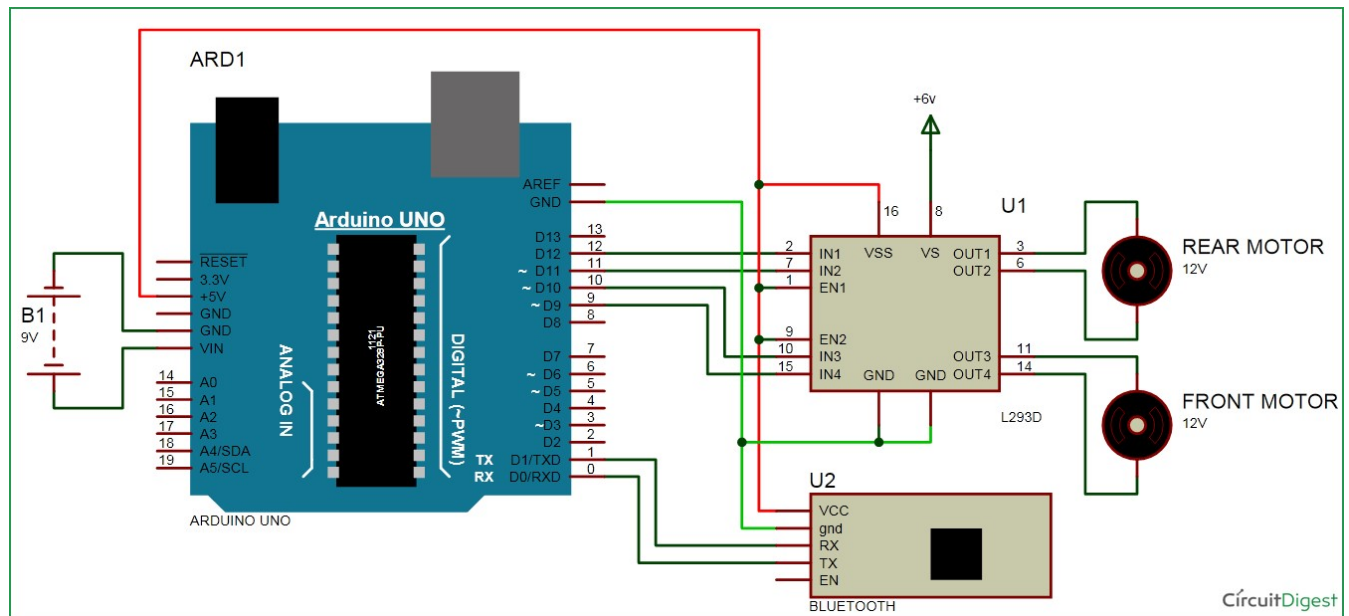 ARD1
Arduino UNO
ANALOG IN
DIGITAL (~PWM)
1121
ATMEGA328P-PU
RESET
3.3V
+5V
GND
GND
VIN
14 A0
15 A1
16 A2
17 A3
18 A4/SDA
19 A5/SCL
AREF
GND
D13 13
D12 12
~ D11 11
~ D10 10
~ D9 9
D8 8
D7 7
~ D6 6
~ D5 5
D4 4
~D3 3
D2 2
TX D1/TXD 1
RX D0/RXD 0
ARDUINO UNO
B1
9V
+6v
U1
16 VSS
8 VS
2 IN1
7 IN2
1 EN1
9 EN2
10 IN3
15 IN4
GND GND
OUT1 3
OUT2 6
OUT3 11
OUT4 14
L293D
REAR MOTOR
12V
FRONT MOTOR
12V
U2
VCC
gnd
RX
TX
EN
BLUETOOTH
CircuitDigest